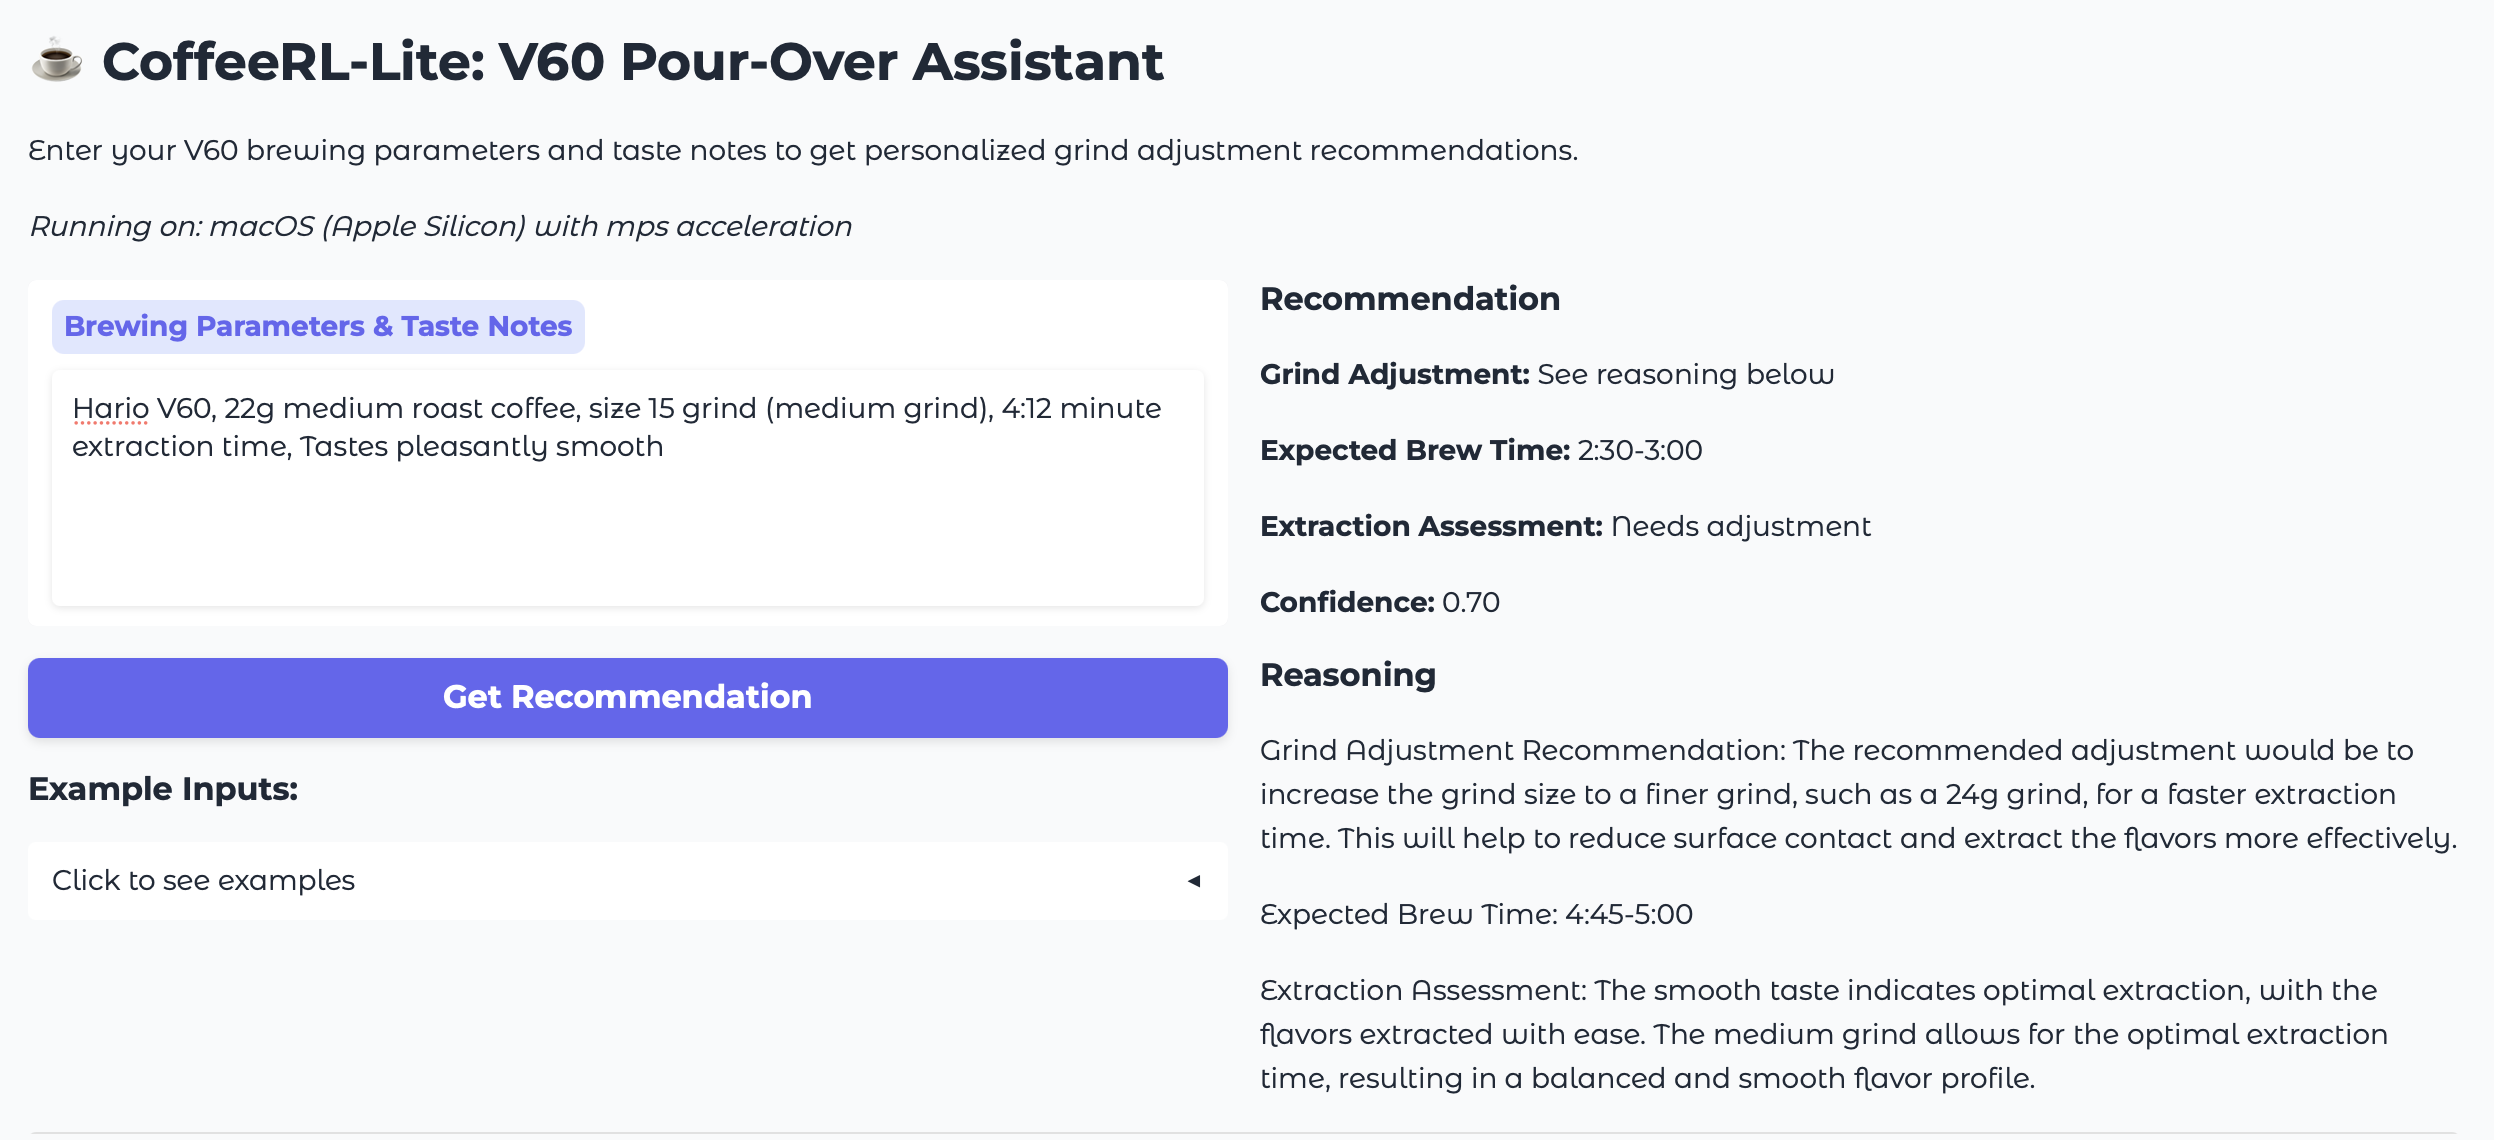 ☕ CoffeeRL-Lite: V60 Pour-Over Assistant
Enter your V60 brewing parameters and taste notes to get personalized grind adjustment recommendations.
Running on: macOS (Apple Silicon) with mps acceleration
Brewing Parameters & Taste Notes
Hario V60, 22g medium roast coffee, size 15 grind (medium grind), 4:12 minute
extraction time, Tastes pleasantly smooth
Get Recommendation
Example Inputs:
Click to see examples
Recommendation
Grind Adjustment: See reasoning below
Expected Brew Time: 2:30-3:00
Extraction Assessment: Needs adjustment
Confidence: 0.70
Reasoning
Grind Adjustment Recommendation: The recommended adjustment would be to
increase the grind size to a finer grind, such as a 24g grind, for a faster extraction
time. This will help to reduce surface contact and extract the flavors more effectively.
Expected Brew Time: 4:45-5:00
Extraction Assessment: The smooth taste indicates optimal extraction, with the
flavors extracted with ease. The medium grind allows for the optimal extraction
time, resulting in a balanced and smooth flavor profile.